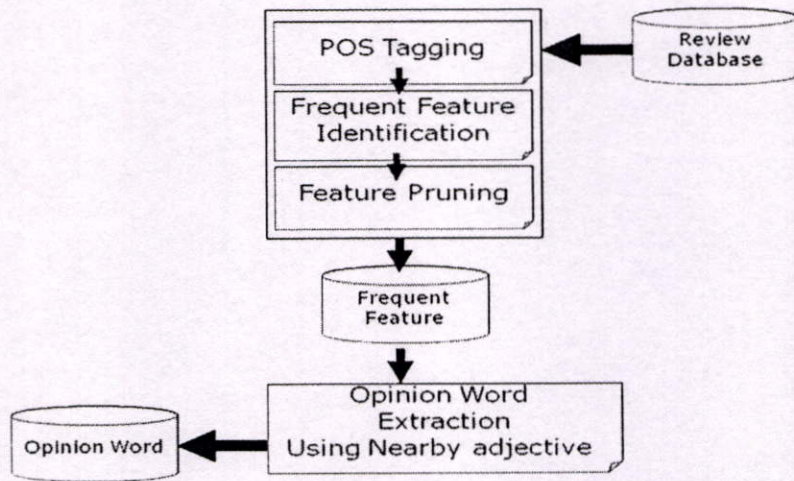 POS Tagging
Review
Database
Frequent Feature
Identification
Feature Pruning
Frequent
Feature
Opinion Word
Extraction
Using Nearby adjective
Opinion Word